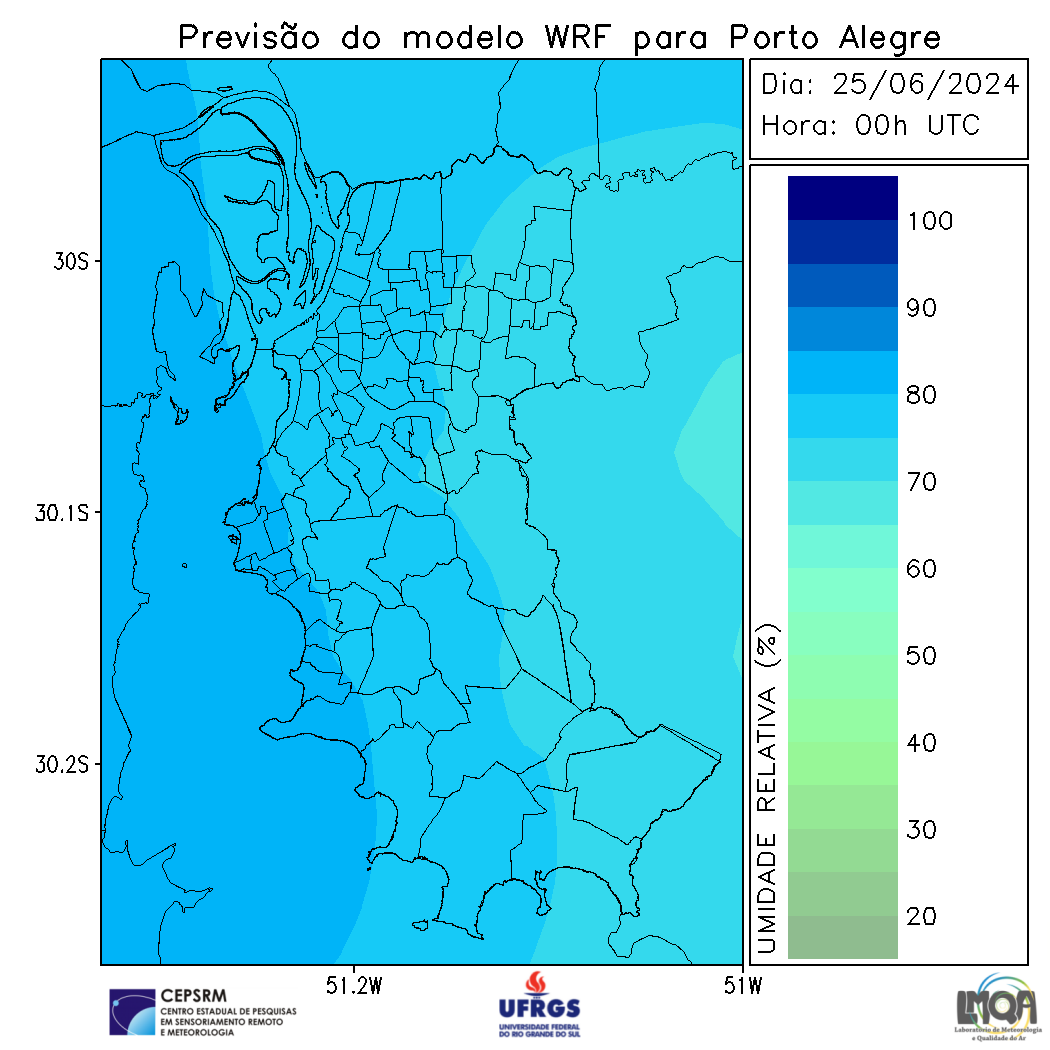 Previsão do modelo WRF para Porto Alegre
Dia: 25/06/2024
Hora: 00h UTC
100
90
80
70
60
50
40
30
20
UMIDADE RELATIVA (%)
30S
30.1S
30.2S
51.2W
51W
CEPSRM
CENTRO ESTADUAL DE PESQUISAS
EM SENSORIAMENTO REMOTO
E METEOROLOGIA
UFRGS
UNIVERSIDADE FEDERAL
DO RIO GRANDE DO SUL
LMQA
Laboratório de Meteorologia
e Qualidade do Ar